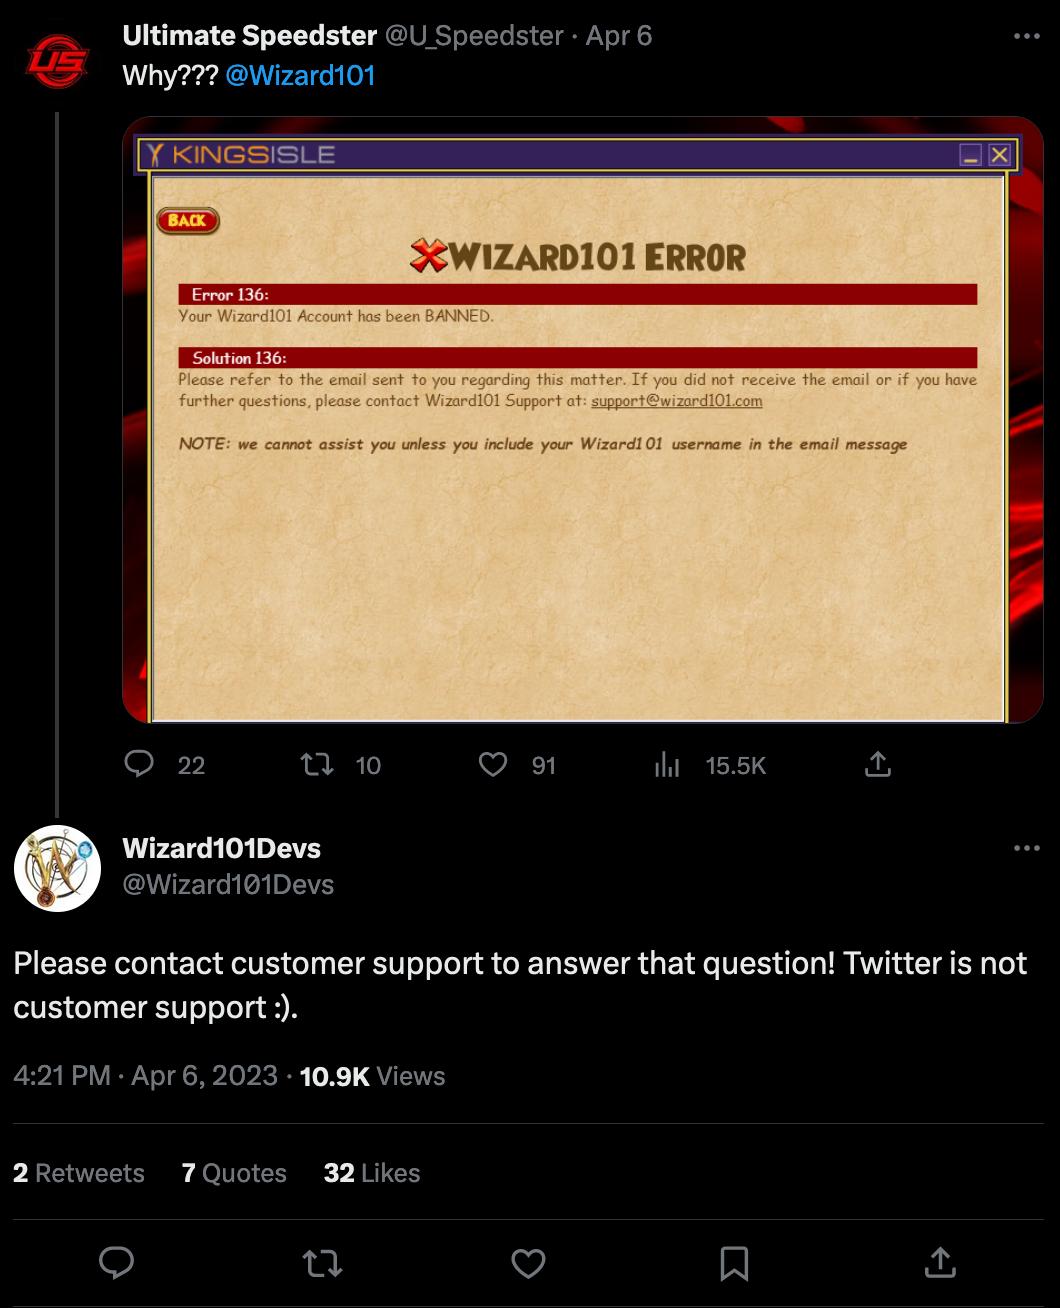 US
Ultimate Speedster @U_Speedster · Apr 6
Why??? @Wizard101
KINGSISLE
BACK
WIZARD101 ERROR
Error 136:
Your Wizard101 Account has been BANNED.
Solution 136:
Please refer to the email sent to you regarding this matter. If you did not receive the email or if you have
further questions, please contact Wizard101 Support at: support@wizard101.com
NOTE: we cannot assist you unless you include your Wizard101 username in the email message
22 10 91 15.5K
Wizard101Devs
@Wizard101Devs
Please contact customer support to answer that question! Twitter is not
customer support :).
4:21 PM · Apr 6, 2023 · 10.9K Views
2 Retweets 7 Quotes 32 Likes